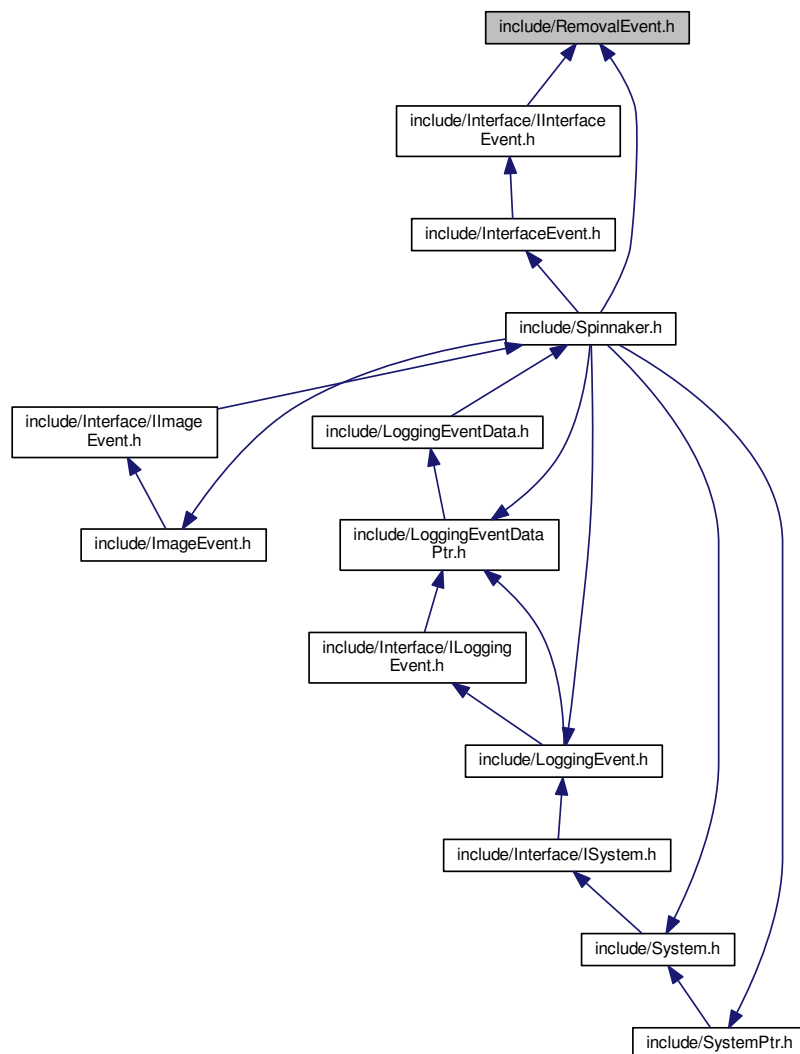 include/RemovalEvent.h
include/Interface/IInterface
Event.h
include/InterfaceEvent.h
include/Spinnaker.h
include/Interface/IImage
Event.h
include/LoggingEventData.h
include/ImageEvent.h
include/LoggingEventData
Ptr.h
include/Interface/ILogging
Event.h
include/LoggingEvent.h
include/Interface/ISystem.h
include/System.h
include/SystemPtr.h